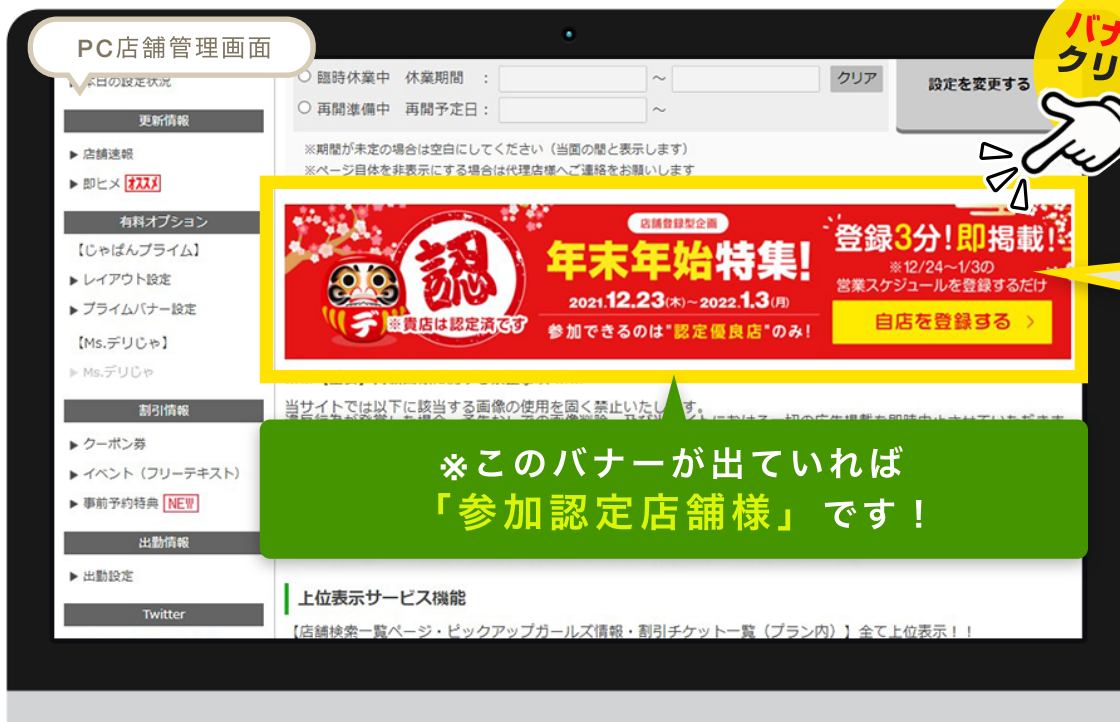 PC店舗管理画面
バナ
クリ
本日の設定状況
更新情報
▶ 店舗速報
▶ 即ヒメ オススメ
有料オプション
【じゃぱんプライム】
▶ レイアウト設定
▶ プライムバナー設定
【Ms.デリじゃ】
▶ Ms.デリじゃ
割引情報
▶ クーポン券
▶ イベント（フリーテキスト）
▶ 事前予約特典 NEW
出勤情報
▶ 出勤設定
Twitter
臨時休業中 休業期間 : ～ クリア
再開準備中 再開予定日 : ～
設定を変更する
※期間が未定の場合は空白にしてください（当面の間と表示します）
※ページ自体を非表示にする場合は代理店様へご連絡をお願いします
認
デ
※貴店は認定済です
店舗登録型企画
年末年始特集!
2021.12.23(木)~2022.1.3(月)
参加できるのは"認定優良店"のみ!
登録3分!即掲載!
※12/24~1/3の
営業スケジュールを登録するだけ
自店を登録する >
当サイトでは以下に該当する画像の使用を固く禁止いたします。
※このバナーが出ていれば
「参加認定店舗様」です！
上位表示サービス機能
【店舗検索一覧ページ・ピックアップガールズ情報・割引チケット一覧（プラン内）】全て上位表示！！